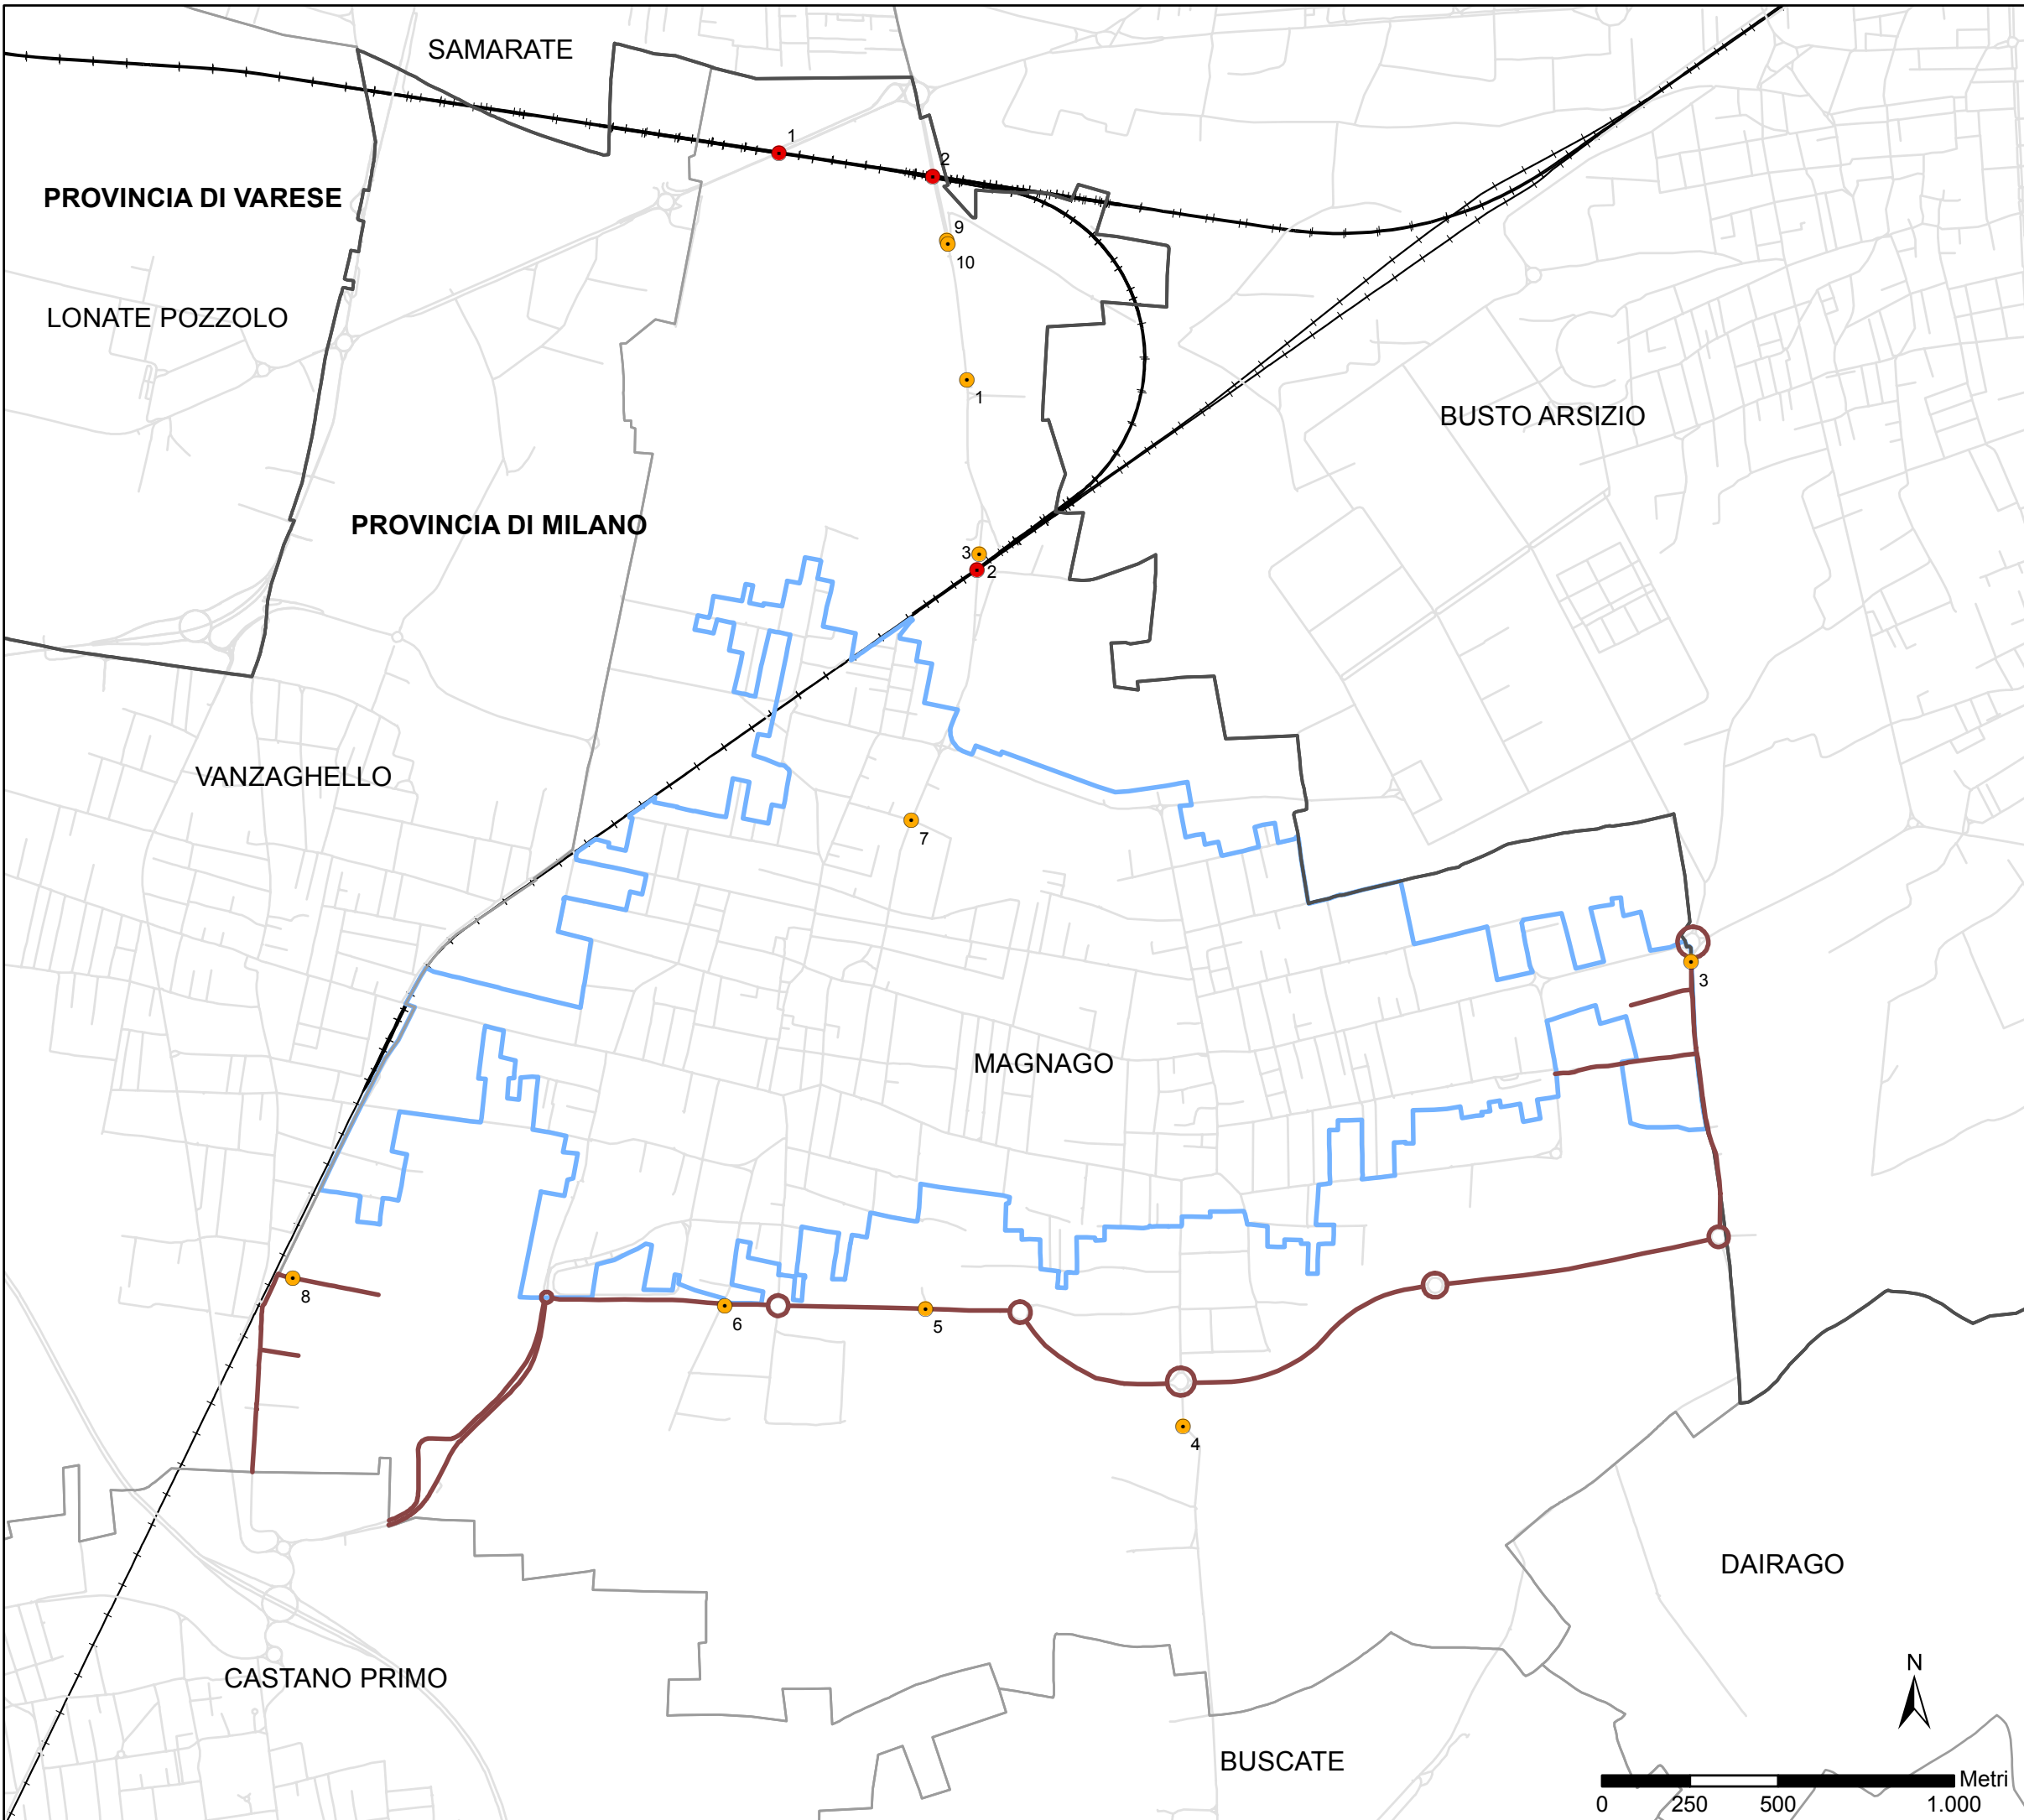 SAMARATE
1
2
PROVINCIA DI VARESE
9
10
LONATE POZZOLO
1
BUSTO ARSIZIO
PROVINCIA DI MILANO
3
2
VANZAGHELLO
7
3
MAGNAGO
8
6
5
4
DAIRAGO
CASTANO PRIMO
N
BUSCATE
Metri
0 250 500 1.000